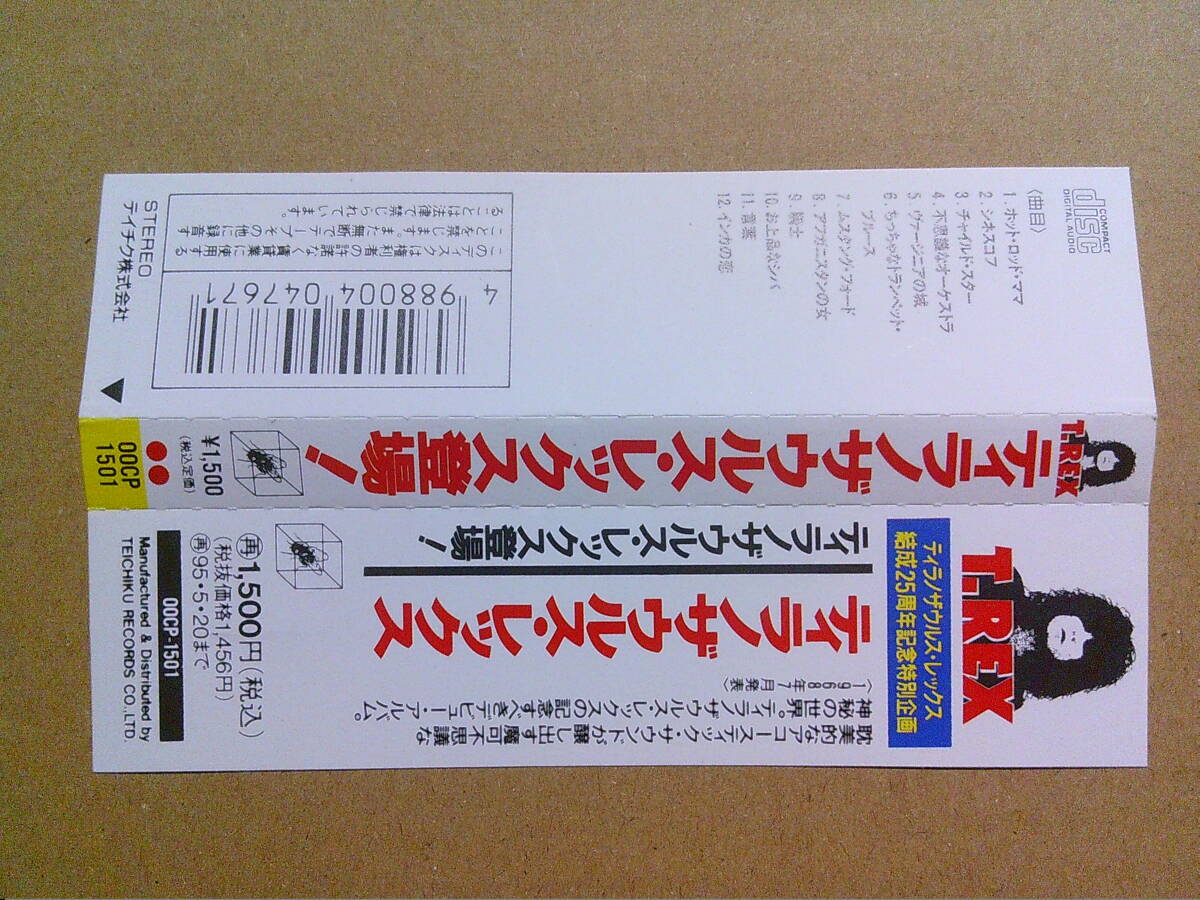 COMPACT
disc
DIGITAL AUDIO
〈曲目〉
1. ホット・ロッド・ママ
2. シネスコフ
3. チャイルド・スター
4. 不思議なオーケストラ
5. ヴァージニアの城
6. ちっちゃなトランペット・
ブルース
7. ムスタング・フォード
8. アフガニスタンの女
9. 騎士
10. お上品なシバ
11. 菖蒲
12. インカの恋
4 988004 047671
このディスクは権利者の許諾なく賃貸業に使用する
ことを禁じます。また無断でテープその他に録音す
ることは法律で禁じられています。
STEREO
テイチク株式会社
T.REX
ティラノザウルス・レックス登場!
¥1,500
(税込定価)
00CP
1501
T.REX
ティラノザウルス・レックス
結成25周年記念特別企画
ティラノザウルス・レックス登場!
ティラノザウルス・レックス
〈1968年7月発表〉
耽美的なアコースティック・サウンドが醸し出す魔可不思議な
神秘の世界。ティラノザウルス・レックスの記念すべきデビュー・アルバム。
再1,500円(税込)
(税抜価格1,456円)
再95・5・20まで
00CP-1501
Manufactured & Distributed by
TEICHIKU RECORDS CO.,LTD.